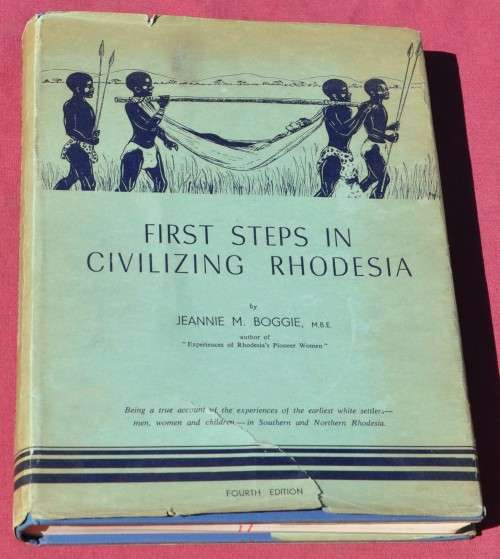 FIRST STEPS IN
CIVILIZING RHODESIA
by
JEANNIE M. BOGGIE, M.B.E.
author of
"Experiences of Rhodesia's Pioneer Women"
Being a true account of the experiences of the earliest white settlers—
men, women and children,—in Southern and Northern Rhodesia.
FOURTH EDITION